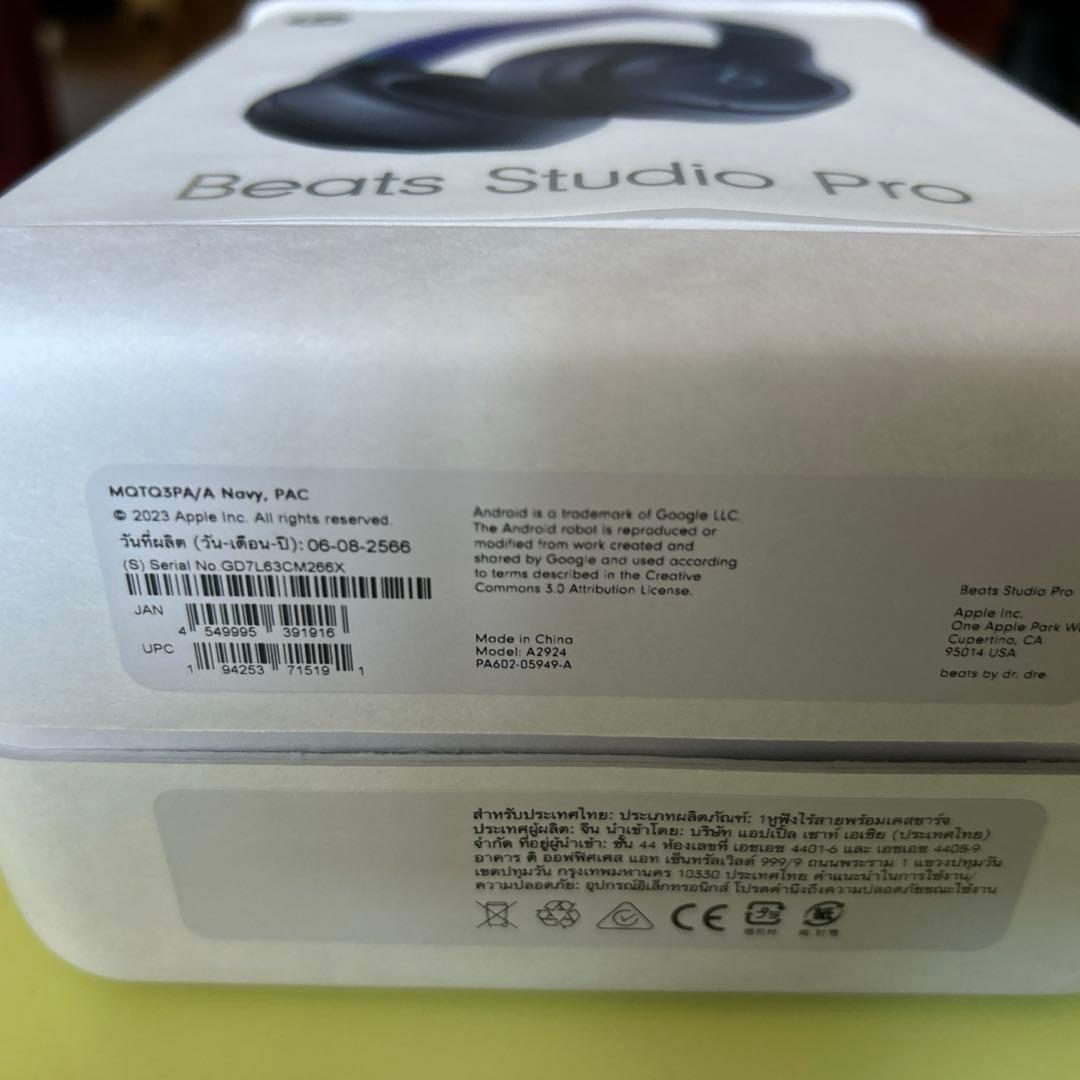 Beats Studio Pro
MQTQ3PA/A Navy, PAC
© 2023 Apple Inc. All rights reserved.
วันที่ผลิต (วัน-เดือน-ปี): 06-08-2566
(S) Serial No. GD7L63CM266X
JAN
4 549995 391916
UPC
1 94253 71519 1
Android is a trademark of Google LLC.
The Android robot is reproduced or
modified from work created and
shared by Google and used according
to terms described in the Creative
Commons 3.0 Attribution License.
Made in China
Model: A2924
PA602-05949-A
Beats Studio Pro
Apple Inc.
One Apple Park
Cupertino, CA
95014 USA
beats by dr. dre
สำหรับประเทศไทย: ประเภทผลิตภัณฑ์: 1หูฟังไร้สายพร้อมเคสชาร์จ
ประเทศผู้ผลิต: จีน นำเข้าโดย: บริษัท แอปเปิ้ล เซาท์ เอเชีย (ประเทศไทย)
จำกัด ที่อยู่ผู้นำเข้า: ชั้น 44 ห้องเลขที่ เอชเอช 4401-6 และ เอชเอช 4408-9
อาคาร ดิ ออฟฟิศเศส แอท เซ็นทรัลเวิลด์ 999/9 ถนนพระราม 1 แขวงปทุมวัน
เขตปทุมวัน กรุงเทพมหานคร 10330 ประเทศไทย คำแนะนำในการใช้งาน/
ความปลอดภัย: อุปกรณ์อิเล็กทรอนิกส์ โปรดคำนึงถึงความปลอดภัยขณะใช้งาน
CE